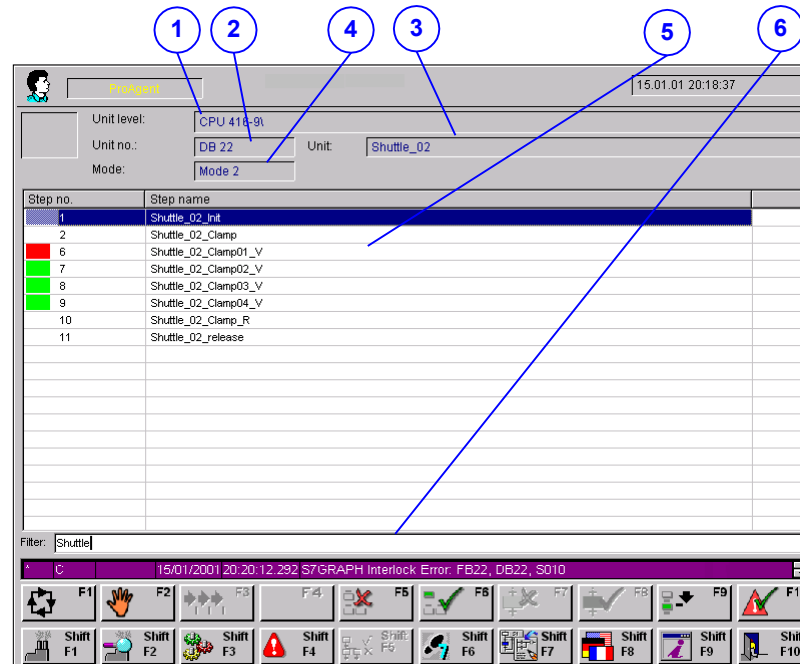 1 2 4 3 5 6
ProAgent 15.01.01 20:18:37
Unit level: CPU 416-9\
Unit no.: DB 22 Unit: Shuttle_02
Mode: Mode 2
Step no. Step name
1 Shuttle_02_Init
2 Shuttle_02_Clamp
6 Shuttle_02_Clamp01_V
7 Shuttle_02_Clamp02_V
8 Shuttle_02_Clamp03_V
9 Shuttle_02_Clamp04_V
10 Shuttle_02_Clamp_R
11 Shuttle_02_release
Filter: Shuttle
* C 15/01/2001 20:20:12.292 S7GRAPH Interlock Error: FB22, DB22, S010
F1 F2 F3 F4 F5 F6 F7 F8 F9 F1
Shift Shift Shift Shift Shift Shift Shift Shift Shift Shift
F1 F2 F3 F4 F5 F6 F7 F8 F9 F10